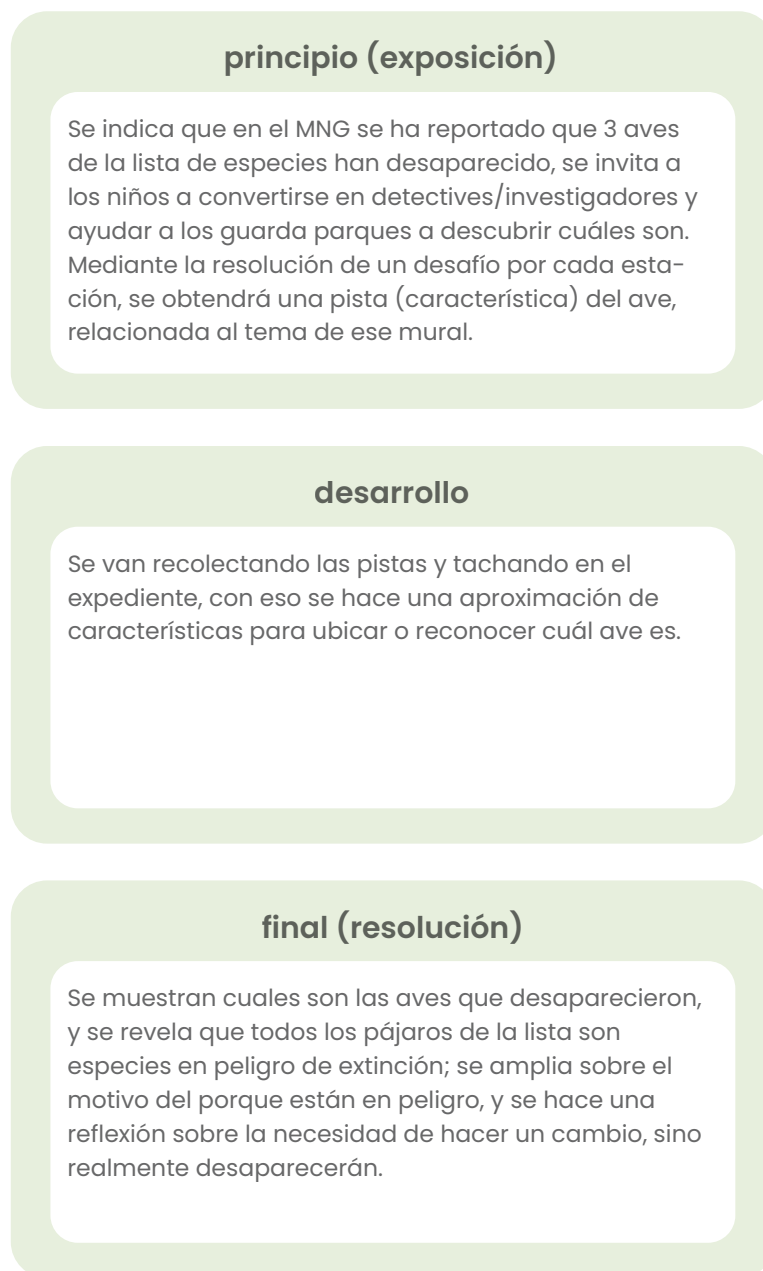 principio (exposición)
Se indica que en el MNG se ha reportado que 3 aves
de la lista de especies han desaparecido, se invita a
los niños a convertirse en detectives/investigadores y
ayudar a los guarda parques a descubrir cuáles son.
Mediante la resolución de un desafío por cada esta-
ción, se obtendrá una pista (característica) del ave,
relacionada al tema de ese mural.
desarrollo
Se van recolectando las pistas y tachando en el
expediente, con eso se hace una aproximación de
características para ubicar o reconocer cuál ave es.
final (resolución)
Se muestran cuales son las aves que desaparecieron,
y se revela que todos los pájaros de la lista son
especies en peligro de extinción; se amplia sobre el
motivo del porque están en peligro, y se hace una
reflexión sobre la necesidad de hacer un cambio, sino
realmente desaparecerán.